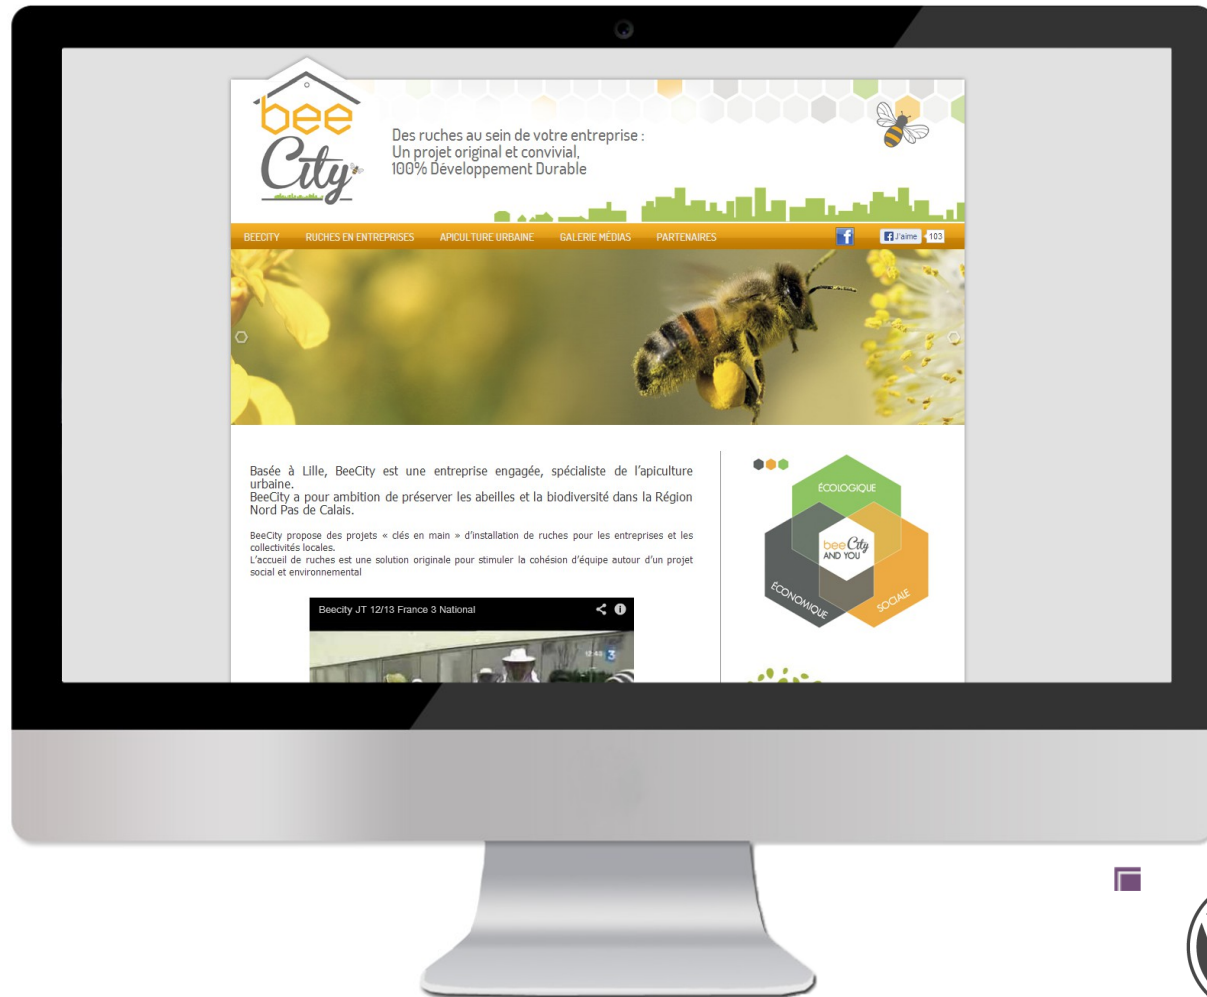 bee
City
Des ruches au sein de votre entreprise :
Un projet original et convivial,
100% Développement Durable
BEECITY RUCHES EN ENTREPRISES APICULTURE URBAINE GALERIE MÉDIAS PARTENAIRES f J'aime 103
Basée à Lille, BeeCity est une entreprise engagée, spécialiste de l'apiculture
urbaine.
BeeCity a pour ambition de préserver les abeilles et la biodiversité dans la Région
Nord Pas de Calais.
BeeCity propose des projets « clés en main » d'installation de ruches pour les entreprises et les
collectivités locales.
L'accueil de ruches est une solution originale pour stimuler la cohésion d'équipe autour d'un projet
social et environnemental
Beecity JT 12/13 France 3 National
12:43 3
ÉCOLOGIQUE
bee City
AND YOU
ÉCONOMIQUE
SOCIALE